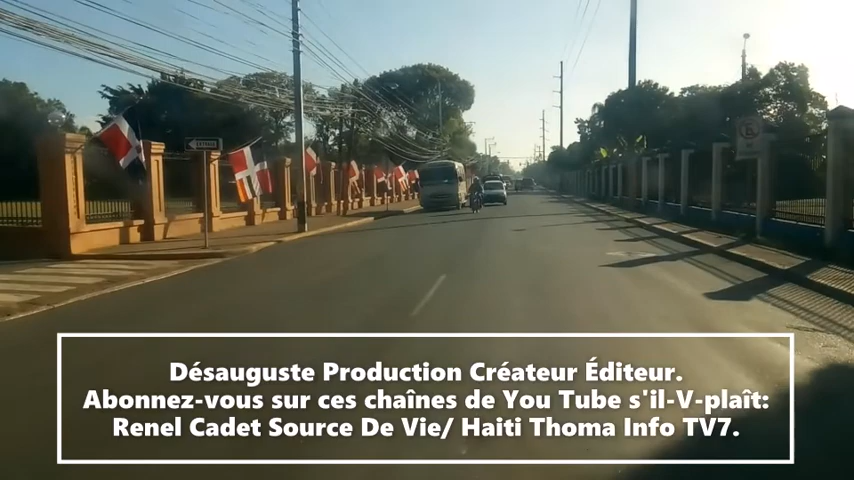 ENTRADA
E
Désauguste Production Créateur Éditeur.
Abonnez-vous sur ces chaînes de You Tube s'il-V-plaît:
Renel Cadet Source De Vie/ Haiti Thoma Info TV7.